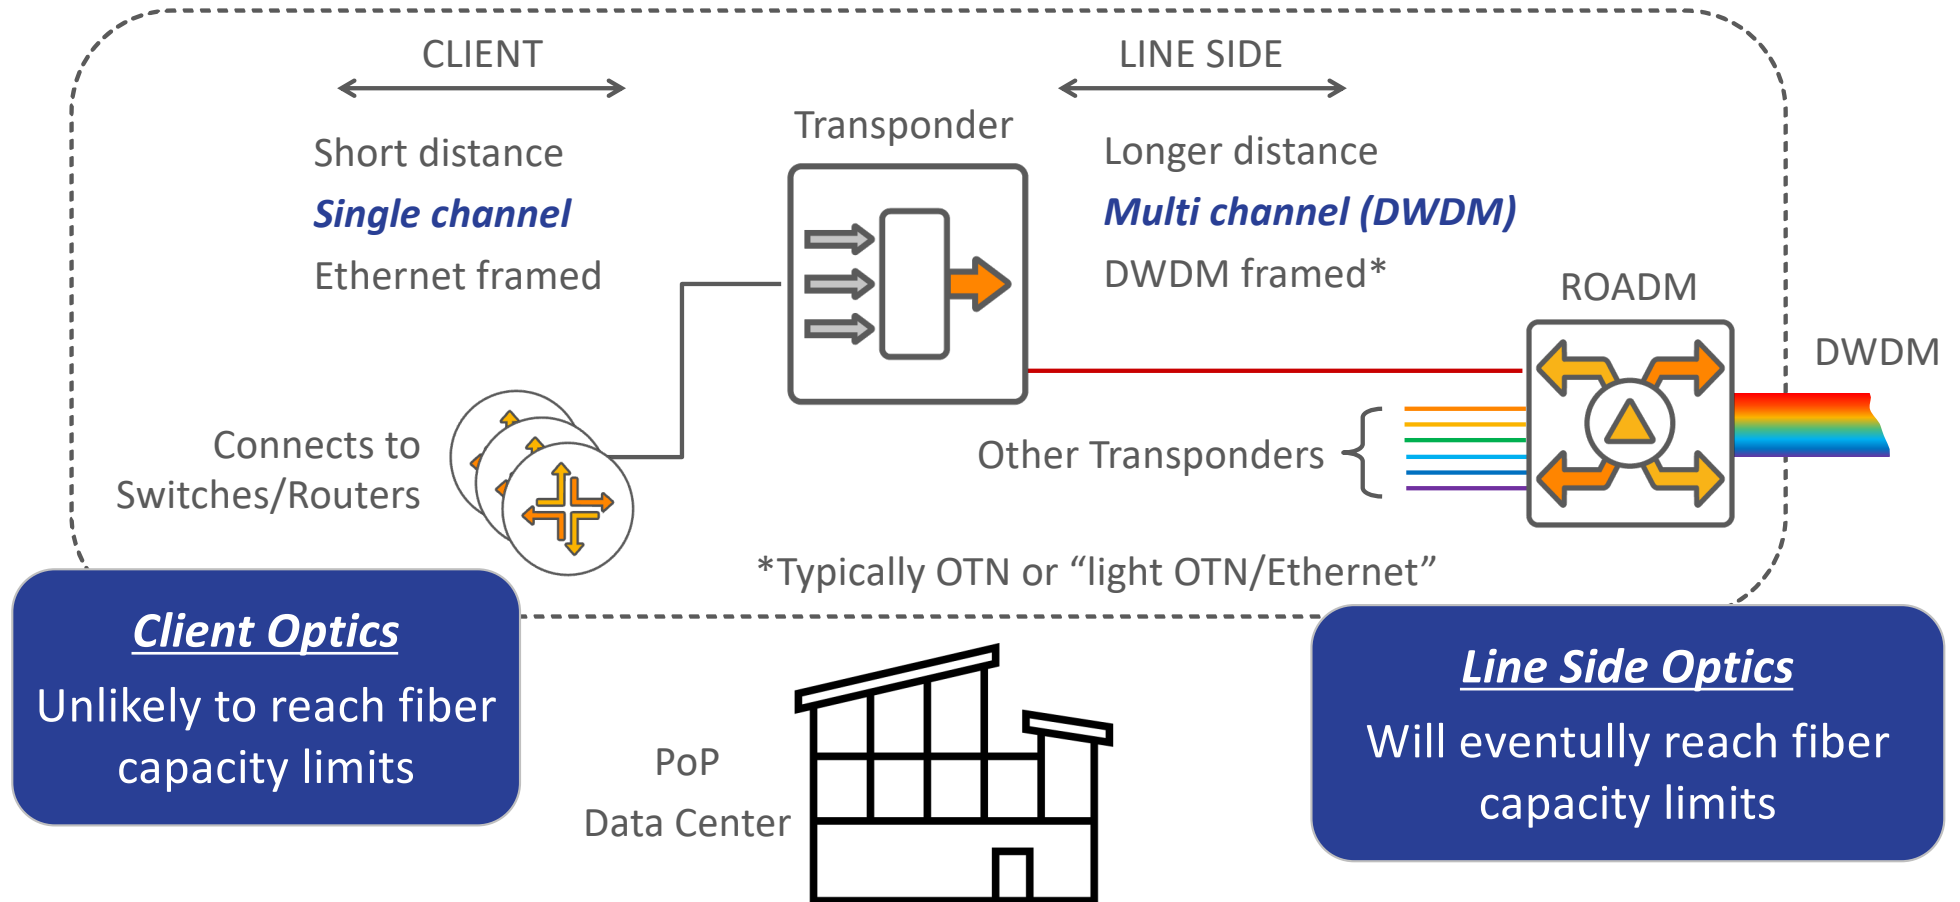 CLIENT
Short distance
Single channel
Ethernet framed
Transponder
LINE SIDE
Longer distance
Multi channel (DWDM)
DWDM framed*
ROADM
DWDM
Connects to
Switches/Routers
Other Transponders
*Typically OTN or “light OTN/Ethernet”
Client Optics
Unlikely to reach fiber
capacity limits
PoP
Data Center
Line Side Optics
Will eventully reach fiber
capacity limits